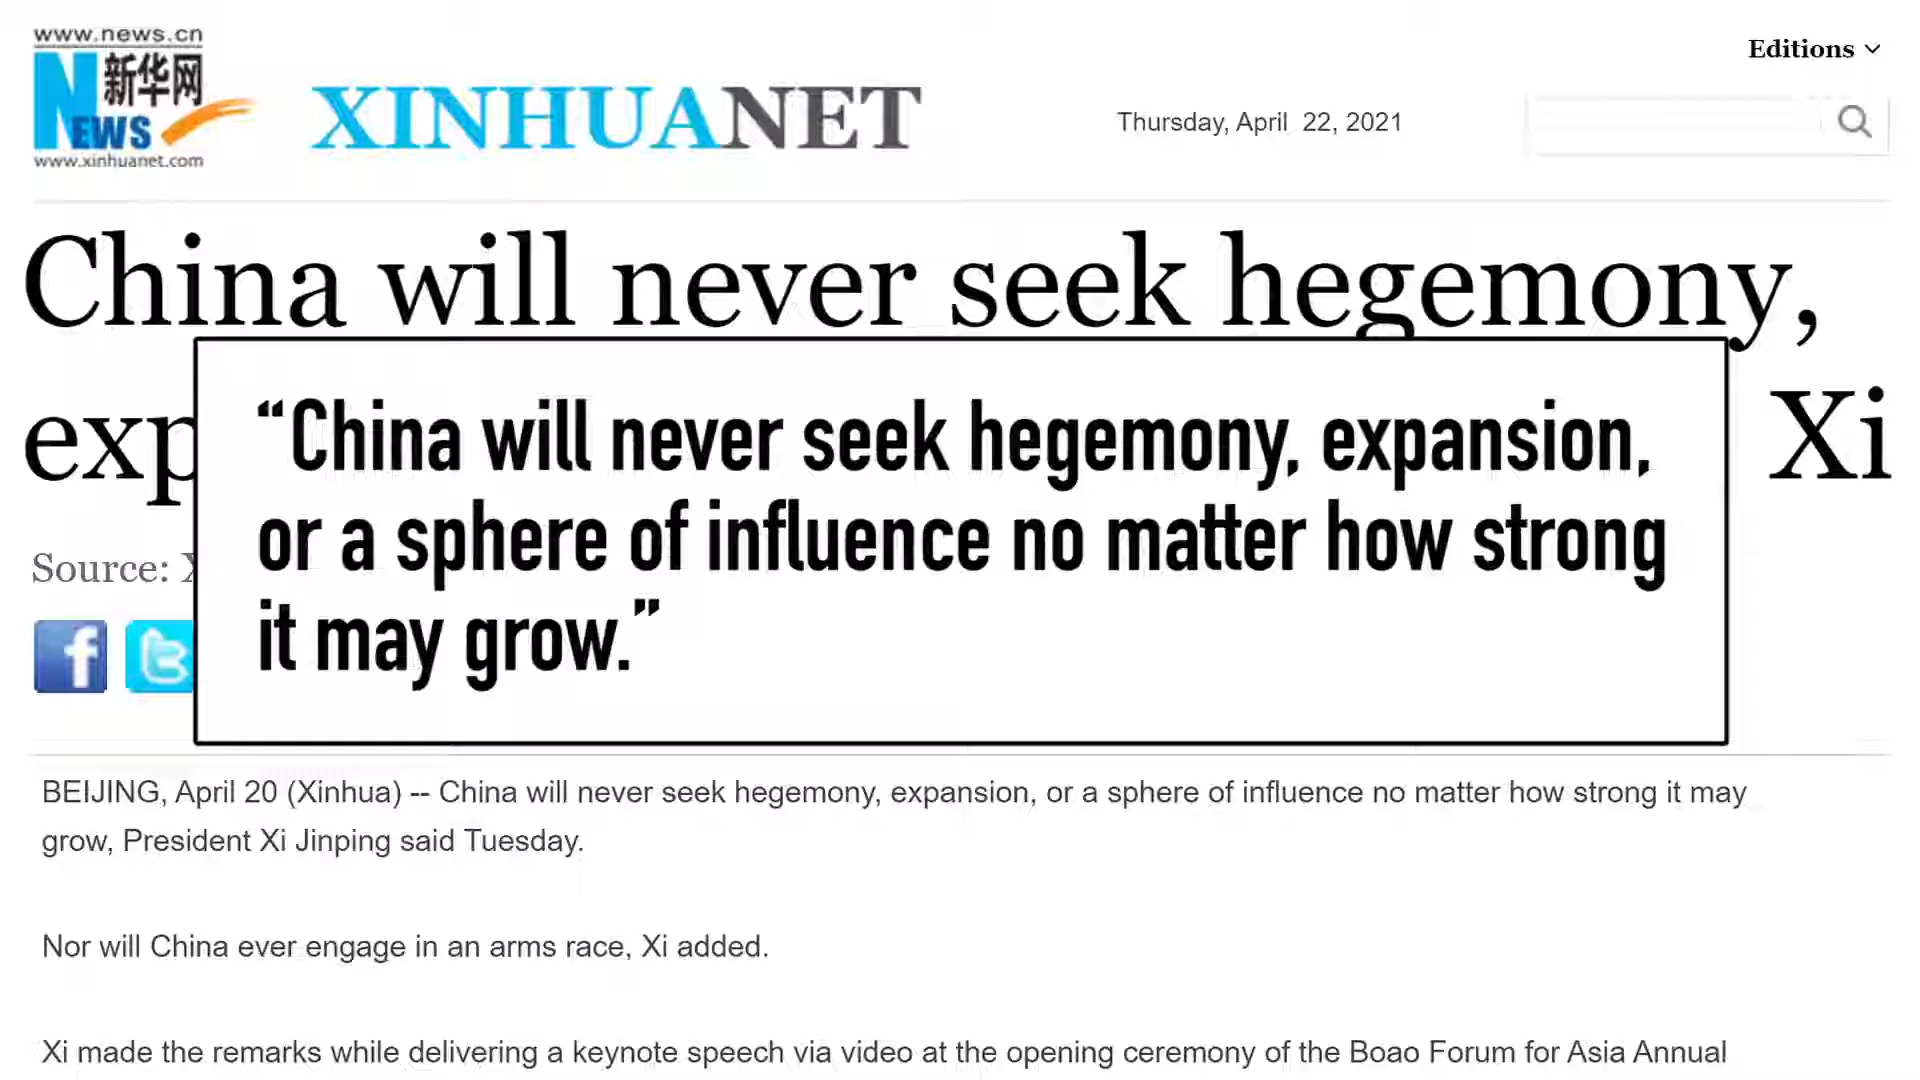 www.news.cn
新华网
NEWS
www.xinhuanet.com
XINHUANET
Thursday, April 22, 2021
Editions
China will never seek hegemony,
exp Xi
“China will never seek hegemony, expansion,
or a sphere of influence no matter how strong
it may grow.”
Source: X
BEIJING, April 20 (Xinhua) -- China will never seek hegemony, expansion, or a sphere of influence no matter how strong it may
grow, President Xi Jinping said Tuesday.
Nor will China ever engage in an arms race, Xi added.
Xi made the remarks while delivering a keynote speech via video at the opening ceremony of the Boao Forum for Asia Annual